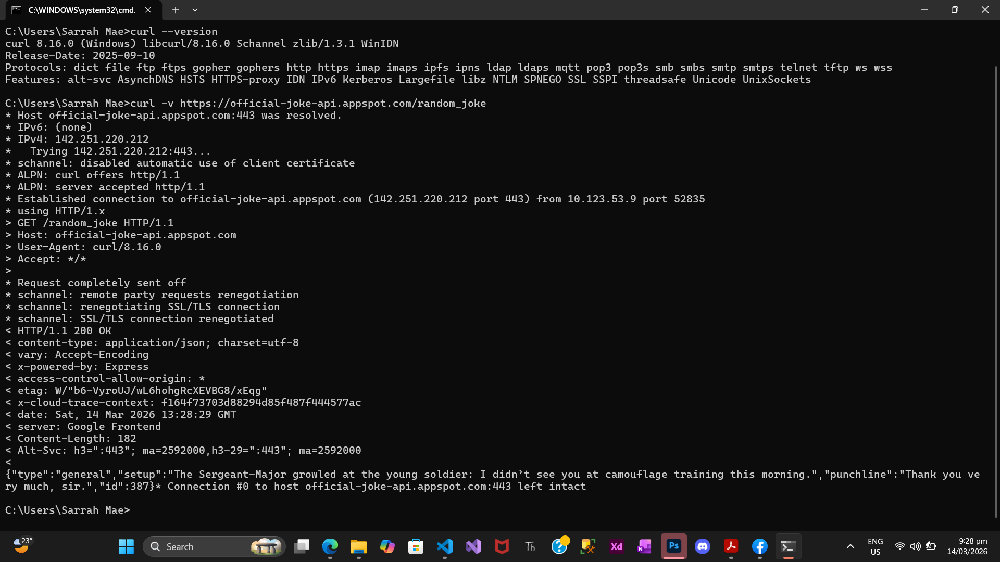 C:\WINDOWS\system32\cmd.
C:\Users\Sarrah Mae>curl --version
curl 8.16.0 (Windows) libcurl/8.16.0 Schannel zlib/1.3.1 WinIDN
Release-Date: 2025-09-10
Protocols: dict file ftp ftps gopher gophers http https imap imaps ipfs ipns ldap ldaps mqtt pop3 pop3s smb smbs smtp smtps telnet tftp ws wss
Features: alt-svc AsynchDNS HSTS HTTPS-proxy IDN IPv6 Kerberos Largefile libz NTLM SPNEGO SSL SSPI threadsafe Unicode UnixSockets
C:\Users\Sarrah Mae>curl -v https://official-joke-api.appspot.com/random_joke
* Host official-joke-api.appspot.com:443 was resolved.
* IPv6: (none)
* IPv4: 142.251.220.212
*   Trying 142.251.220.212:443...
* schannel: disabled automatic use of client certificate
* ALPN: curl offers http/1.1
* ALPN: server accepted http/1.1
* Established connection to official-joke-api.appspot.com (142.251.220.212 port 443) from 10.123.53.9 port 52835
* using HTTP/1.x
> GET /random_joke HTTP/1.1
> Host: official-joke-api.appspot.com
> User-Agent: curl/8.16.0
> Accept: */*
>
* Request completely sent off
* schannel: remote party requests renegotiation
* schannel: renegotiating SSL/TLS connection
* schannel: SSL/TLS connection renegotiated
< HTTP/1.1 200 OK
< content-type: application/json; charset=utf-8
< vary: Accept-Encoding
< x-powered-by: Express
< access-control-allow-origin: *
< etag: W/"b6-VyroUJ/wL6hohgRcXEVBG8/xEqg"
< x-cloud-trace-context: f164f73703d88294d85f487f444577ac
< date: Sat, 14 Mar 2026 13:28:29 GMT
< server: Google Frontend
< Content-Length: 182
< Alt-Svc: h3=":443"; ma=2592000,h3-29=":443"; ma=2592000
<
{"type":"general","setup":"The Sergeant-Major growled at the young soldier: I didn’t see you at camouflage training this morning.","punchline":"Thank you ve
ry much, sir.","id":387}* Connection #0 to host official-joke-api.appspot.com:443 left intact
C:\Users\Sarrah Mae>
23°
Search
Th
Xd
N
Ps
ENG
US
9:28 pm
14/03/2026